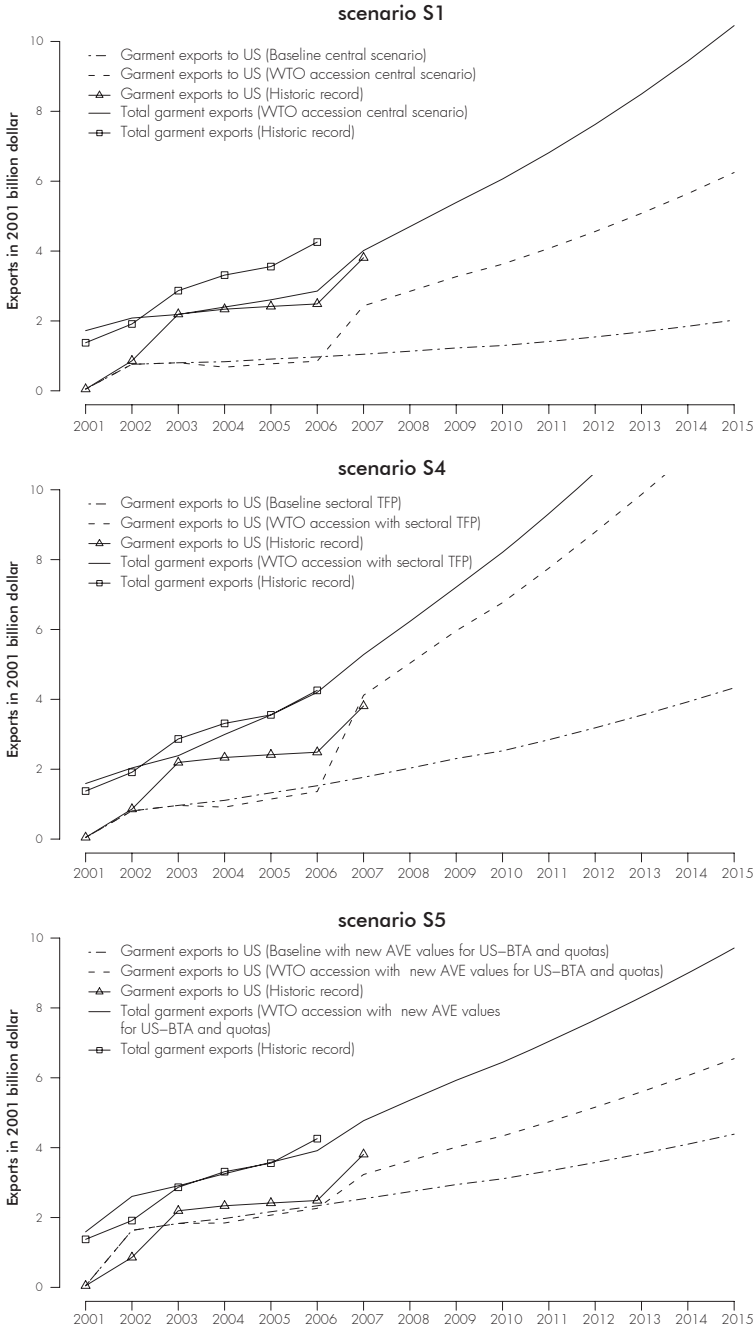 scenario S1
Exports in 2001 billion dollar
10
8
6
4
2
0
Garment exports to US (Baseline central scenario)
Garment exports to US (WTO accession central scenario)
Garment exports to US (Historic record)
Total garment exports (WTO accession central scenario)
Total garment exports (Historic record)
2001 2002 2003 2004 2005 2006 2007 2008 2009 2010 2011 2012 2013 2014 2015
scenario S4
Exports in 2001 billion dollar
10
8
6
4
2
0
Garment exports to US (Baseline sectoral TFP)
Garment exports to US (WTO accession with sectoral TFP)
Garment exports to US (Historic record)
Total garment exports (WTO accession with sectoral TFP)
Total garment exports (Historic record)
2001 2002 2003 2004 2005 2006 2007 2008 2009 2010 2011 2012 2013 2014 2015
scenario S5
Exports in 2001 billion dollar
10
8
6
4
2
0
Garment exports to US (Baseline with new AVE values for US–BTA and quotas)
Garment exports to US (WTO accession with new AVE values for US–BTA and quotas)
Garment exports to US (Historic record)
Total garment exports (WTO accession with new AVE values
for US–BTA and quotas)
Total garment exports (Historic record)
2001 2002 2003 2004 2005 2006 2007 2008 2009 2010 2011 2012 2013 2014 2015